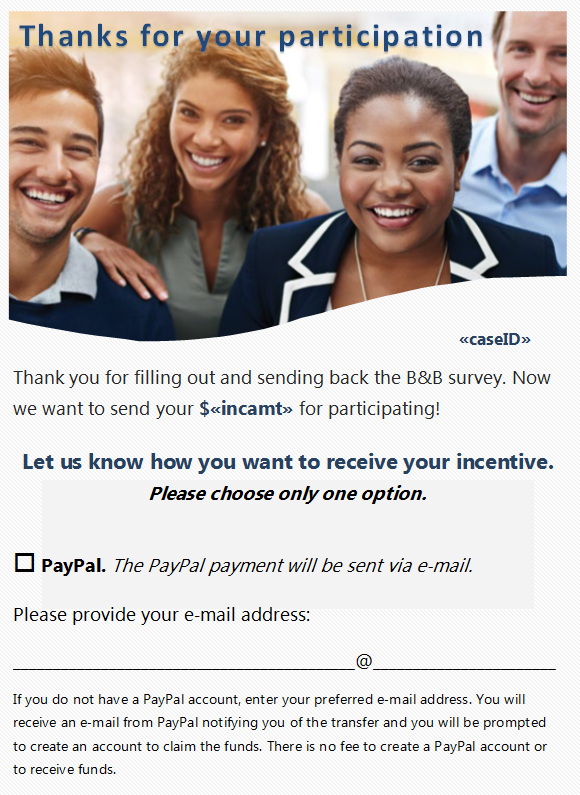 Thanks for your participation
«caseID»
Thank you for filling out and sending back the B&B survey. Now
we want to send your $«incamt» for participating!
Let us know how you want to receive your incentive.
Please choose only one option.
☐ PayPal. The PayPal payment will be sent via e-mail.
Please provide your e-mail address:
______________________________________@____________________
If you do not have a PayPal account, enter your preferred e-mail address. You will
receive an e-mail from PayPal notifying you of the transfer and you will be prompted
to create an account to claim the funds. There is no fee to create a PayPal account or
to receive funds.